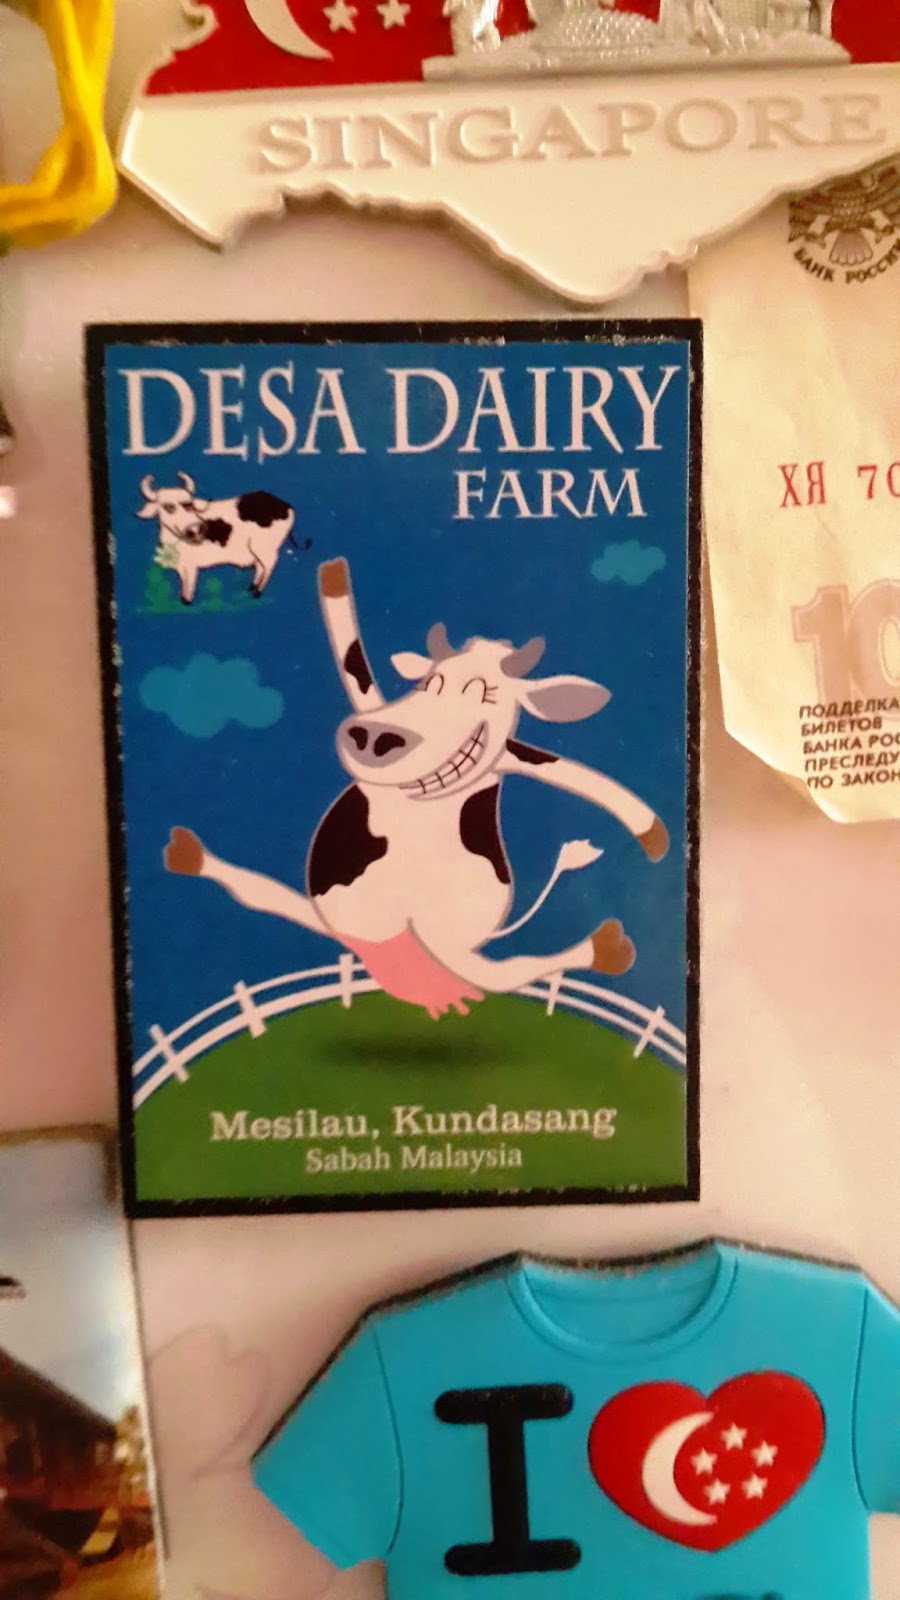 SINGAPORE
БАНК РОССИИ
DESA DAIRY
FARM
ХЯ 70
10
ПОДДЕЛКА
БИЛЕТОВ
БАНКА РОС
ПРЕСЛЕДУ
ПО ЗАКОН
Mesilau, Kundasang
Sabah Malaysia
I